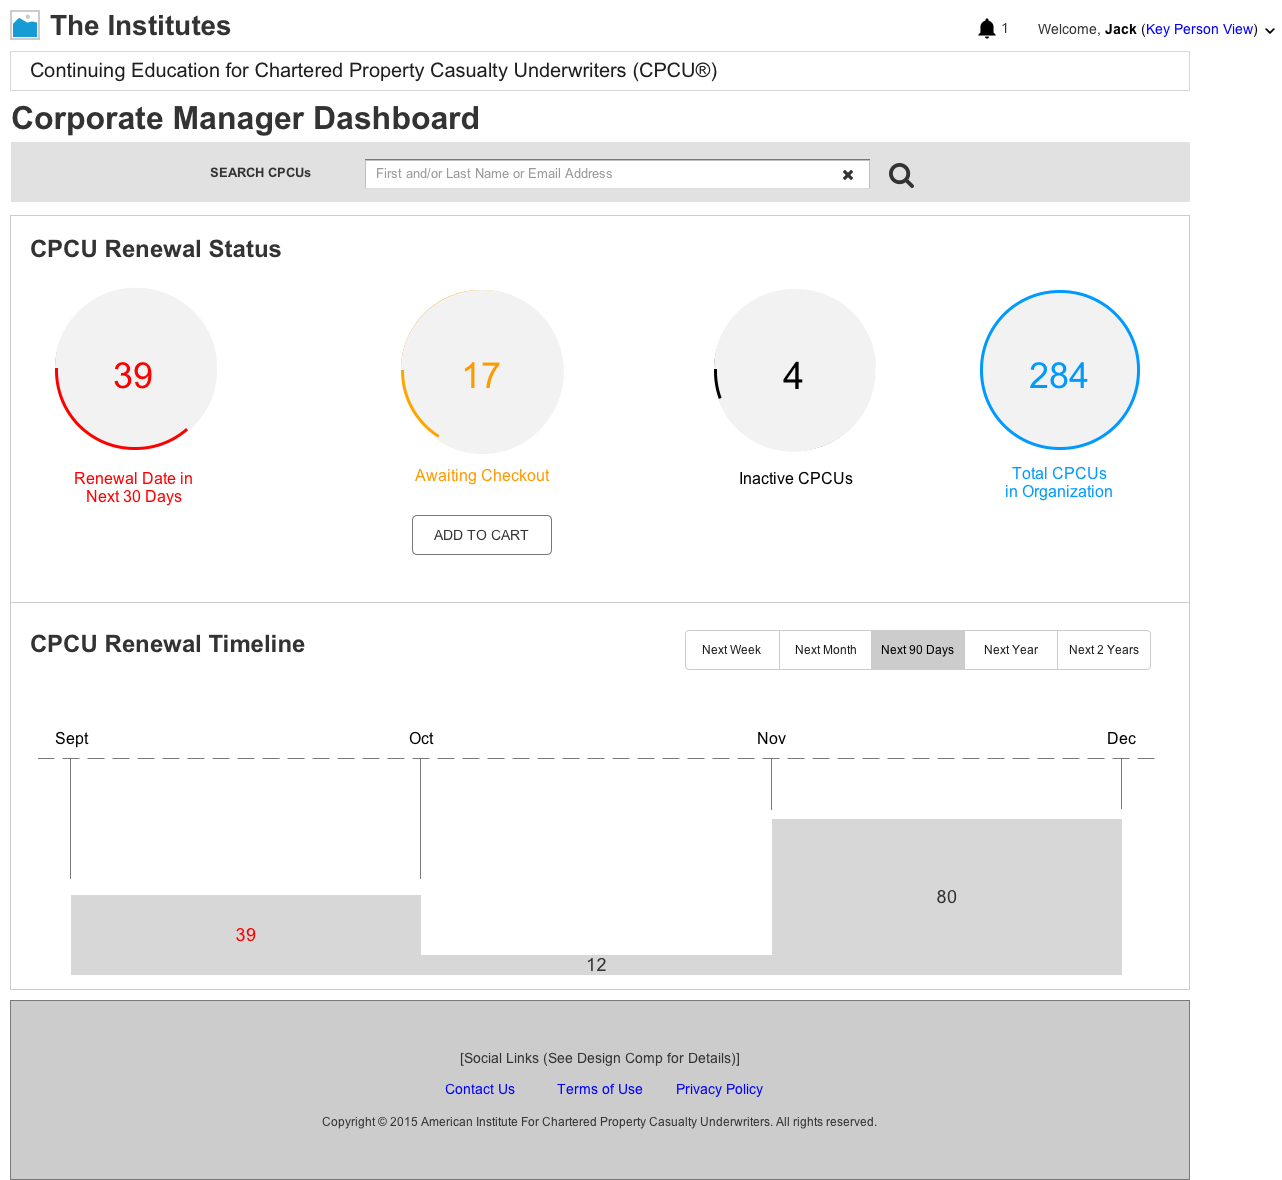 The Institutes
1
Welcome, Jack (Key Person View)
Continuing Education for Chartered Property Casualty Underwriters (CPCU®)
Corporate Manager Dashboard
SEARCH CPCUs
First and/or Last Name or Email Address
CPCU Renewal Status
39
17
4
284
Renewal Date in
Next 30 Days
Awaiting Checkout
Inactive CPCUs
Total CPCUs
in Organization
ADD TO CART
CPCU Renewal Timeline
Next Week
Next Month
Next 90 Days
Next Year
Next 2 Years
Sept
Oct
Nov
Dec
39
12
80
[Social Links (See Design Comp for Details)]
Contact Us
Terms of Use
Privacy Policy
Copyright © 2015 American Institute For Chartered Property Casualty Underwriters. All rights reserved.